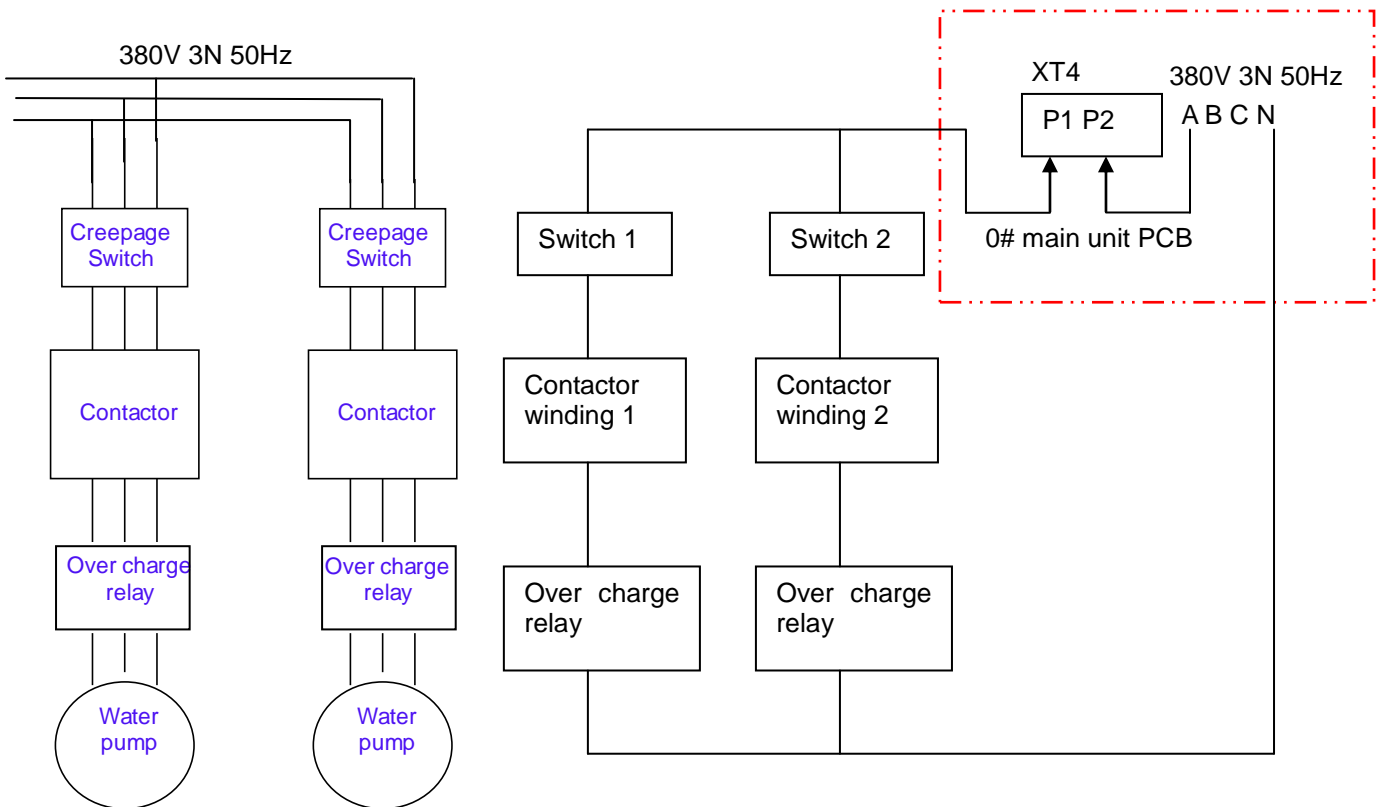 380V 3N 50Hz
XT4
380V 3N 50Hz
P1 P2
A B C N
0# main unit PCB
Creepage
Switch
Creepage
Switch
Switch 1
Switch 2
Contactor
Contactor
Contactor
winding 1
Contactor
winding 2
Over charge
relay
Over charge
relay
Over charge
relay
Over charge
relay
Water
pump
Water
pump